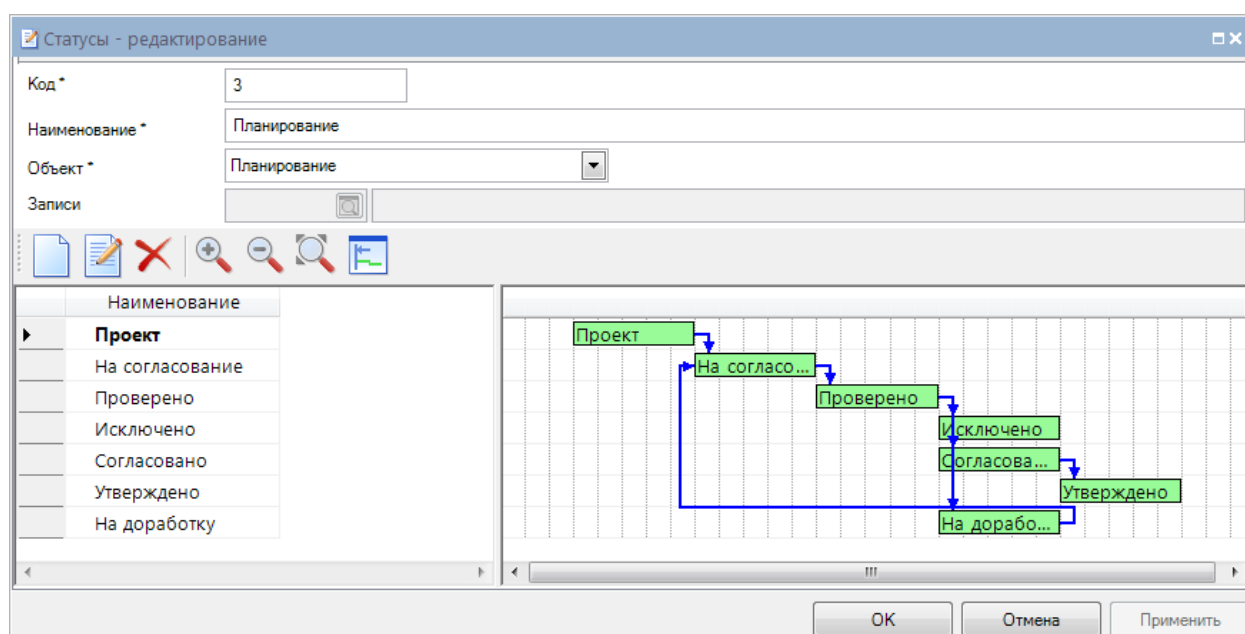 Статусы - редактирование
Код * 3
Наименование * Планирование
Объект * Планирование
Записи
Наименование
Проект Проект
На согласование На согласо...
Проверено Проверено
Исключено Исключено
Согласовано Согласова...
Утверждено Утверждено
На доработку На дорабо...
OK Отмена Применить